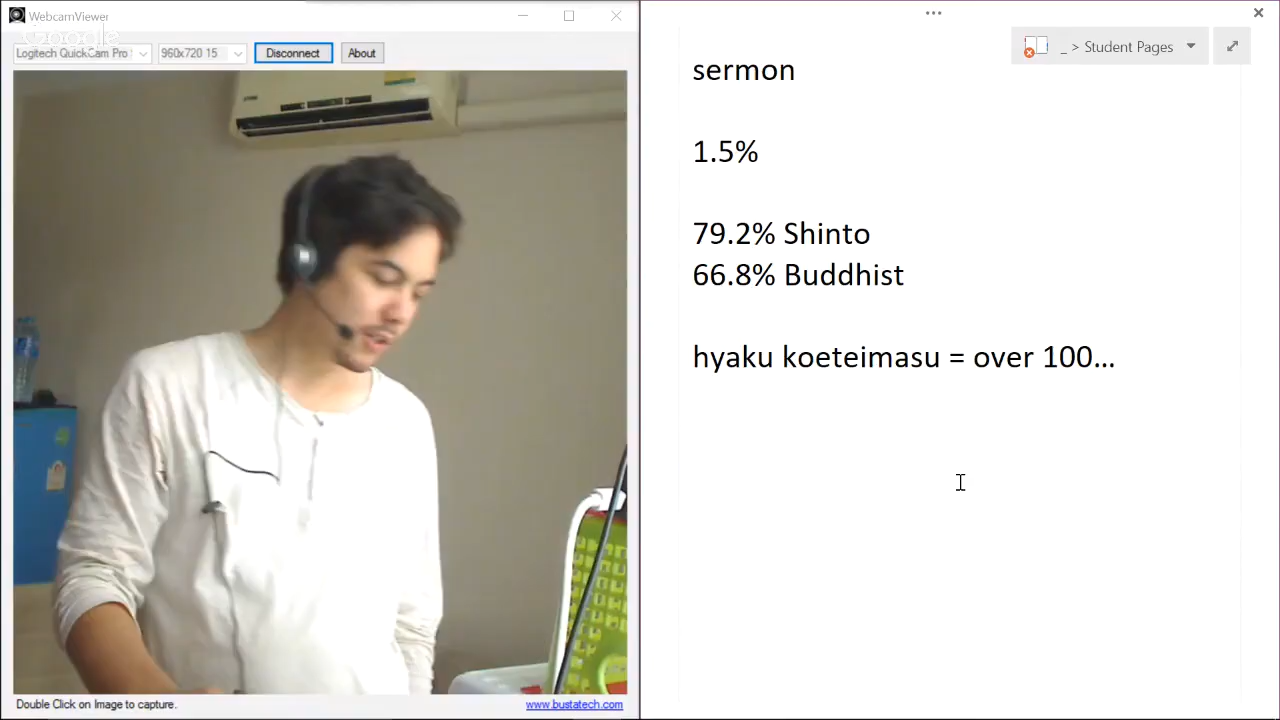 WebcamViewer
Google
Logitech QuickCam Pro
960x720 15
Disconnect
About
Double Click on Image to capture.
www.bustatech.com
_ > Student Pages
sermon
1.5%
79.2% Shinto
66.8% Buddhist
hyaku koeteimasu = over 100...